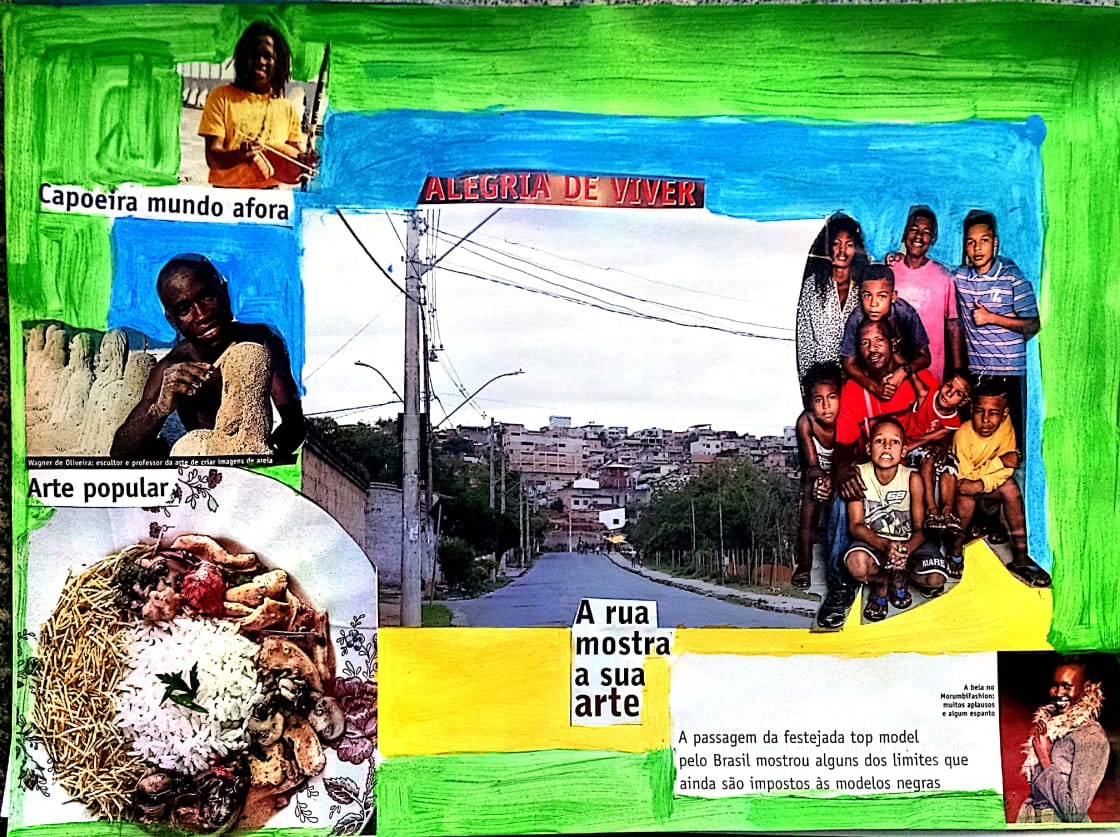 Capoeira mundo afora
ALEGRIA DE VIVER
Wagner de Oliveira: escultor e professor da arte de criar imagens de areia
Arte popular
A rua
mostra
a sua
arte
A bela no
MorumbiFashion:
muitos aplausos
e algum espanto
A passagem da festejada top model
pelo Brasil mostrou alguns dos limites que
ainda são impostos às modelos negras
MARE